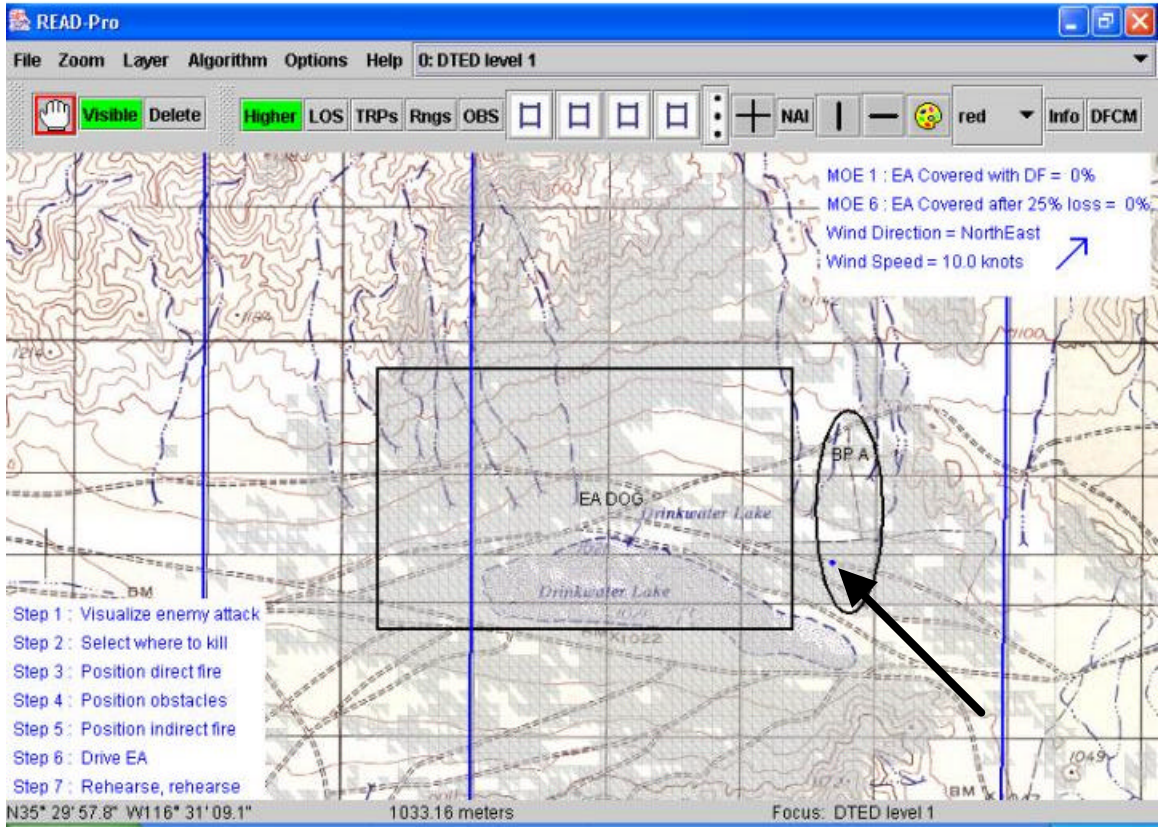 READ-Pro
File Zoom Layer Algorithm Options Help 0: DTED level 1
Visible Delete Higher LOS TRPs Rngs OBS NAI red Info DFCM
MOE 1 : EA Covered with DF = 0%
MOE 6 : EA Covered after 25% loss = 0%
Wind Direction = NorthEast
Wind Speed = 10.0 knots
1184
1100
1214
BP A
EA DOG
Drinkwater Lake
Drinkwater Lake
BM
BM X1022
Step 1 : Visualize enemy attack
Step 2 : Select where to kill
Step 3 : Position direct fire
Step 4 : Position obstacles
Step 5 : Position indirect fire
Step 6 : Drive EA
Step 7 : Rehearse, rehearse
1049
BM
N35° 29' 57.8" W116° 31' 09.1" 1033.16 meters Focus: DTED level 1